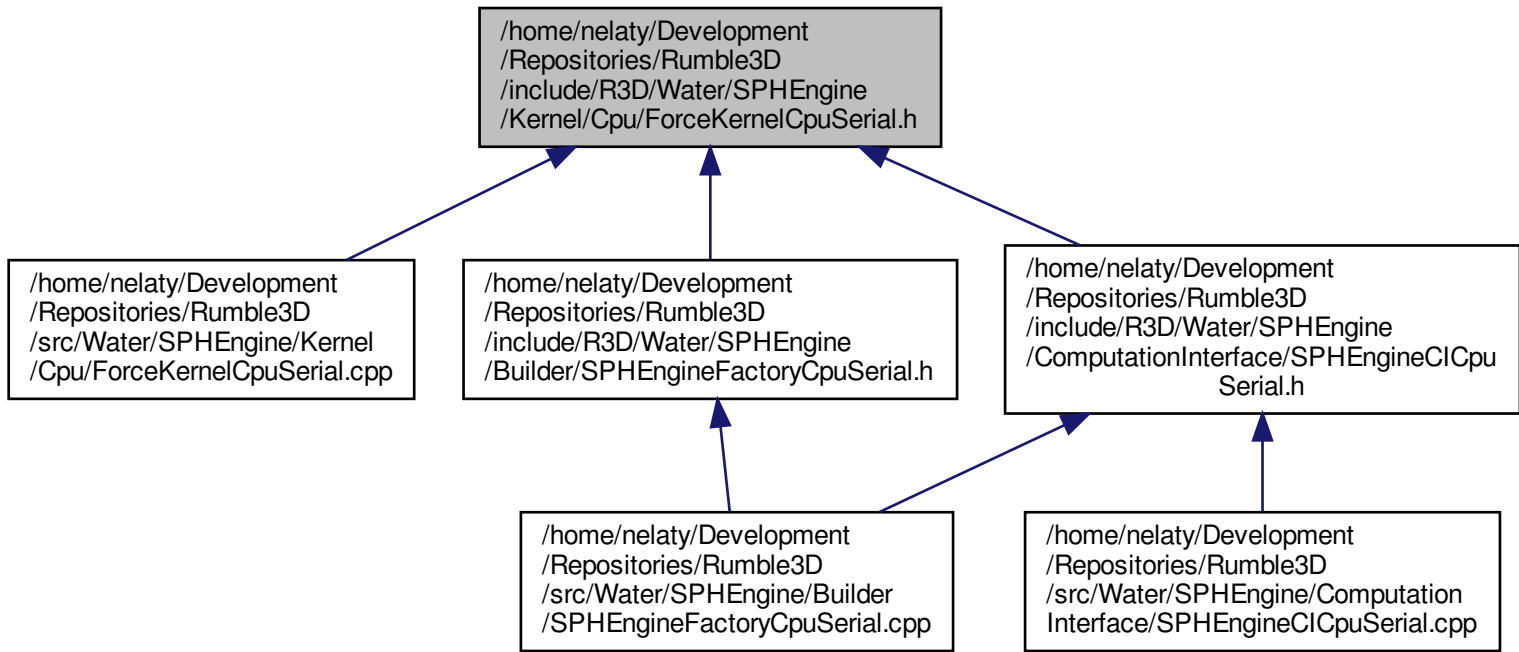 /home/nelaty/Development
/Repositories/Rumble3D
/include/R3D/Water/SPHEngine
/Kernel/Cpu/ForceKernelCpuSerial.h
/home/nelaty/Development
/Repositories/Rumble3D
/src/Water/SPHEngine/Kernel
/Cpu/ForceKernelCpuSerial.cpp
/home/nelaty/Development
/Repositories/Rumble3D
/include/R3D/Water/SPHEngine
/Builder/SPHEngineFactoryCpuSerial.h
/home/nelaty/Development
/Repositories/Rumble3D
/include/R3D/Water/SPHEngine
/ComputationInterface/SPHEngineCICpu
Serial.h
/home/nelaty/Development
/Repositories/Rumble3D
/src/Water/SPHEngine/Builder
/SPHEngineFactoryCpuSerial.cpp
/home/nelaty/Development
/Repositories/Rumble3D
/src/Water/SPHEngine/Computation
Interface/SPHEngineCICpuSerial.cpp